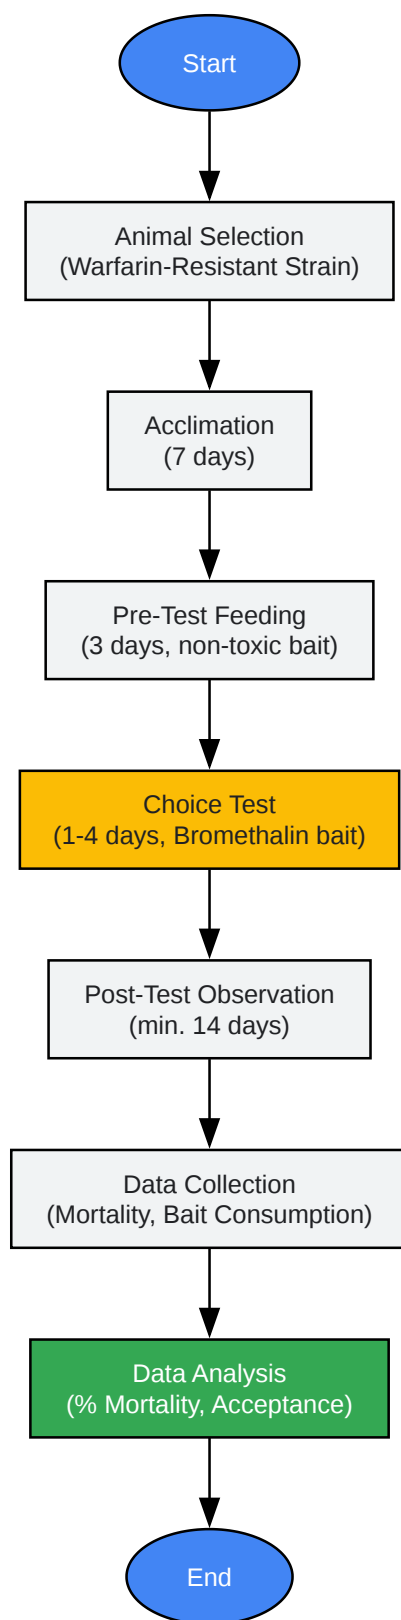 Start
Animal Selection
(Warfarin-Resistant Strain)
Acclimation
(7 days)
Pre-Test Feeding
(3 days, non-toxic bait)
Choice Test
(1-4 days, Bromethalin bait)
Post-Test Observation
(min. 14 days)
Data Collection
(Mortality, Bait Consumption)
Data Analysis
(% Mortality, Acceptance)
End